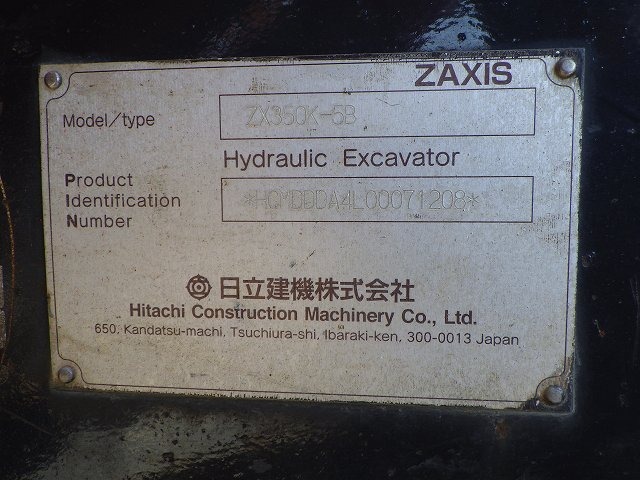 ZAXIS
Model/type ZX350K-5B
Hydraulic Excavator
Product
Identification *HCMDDDA4L00071208*
Number
日立建機株式会社
Hitachi Construction Machinery Co., Ltd.
650, Kandatsu-machi, Tsuchiura-shi, Ibaraki-ken, 300-0013 Japan